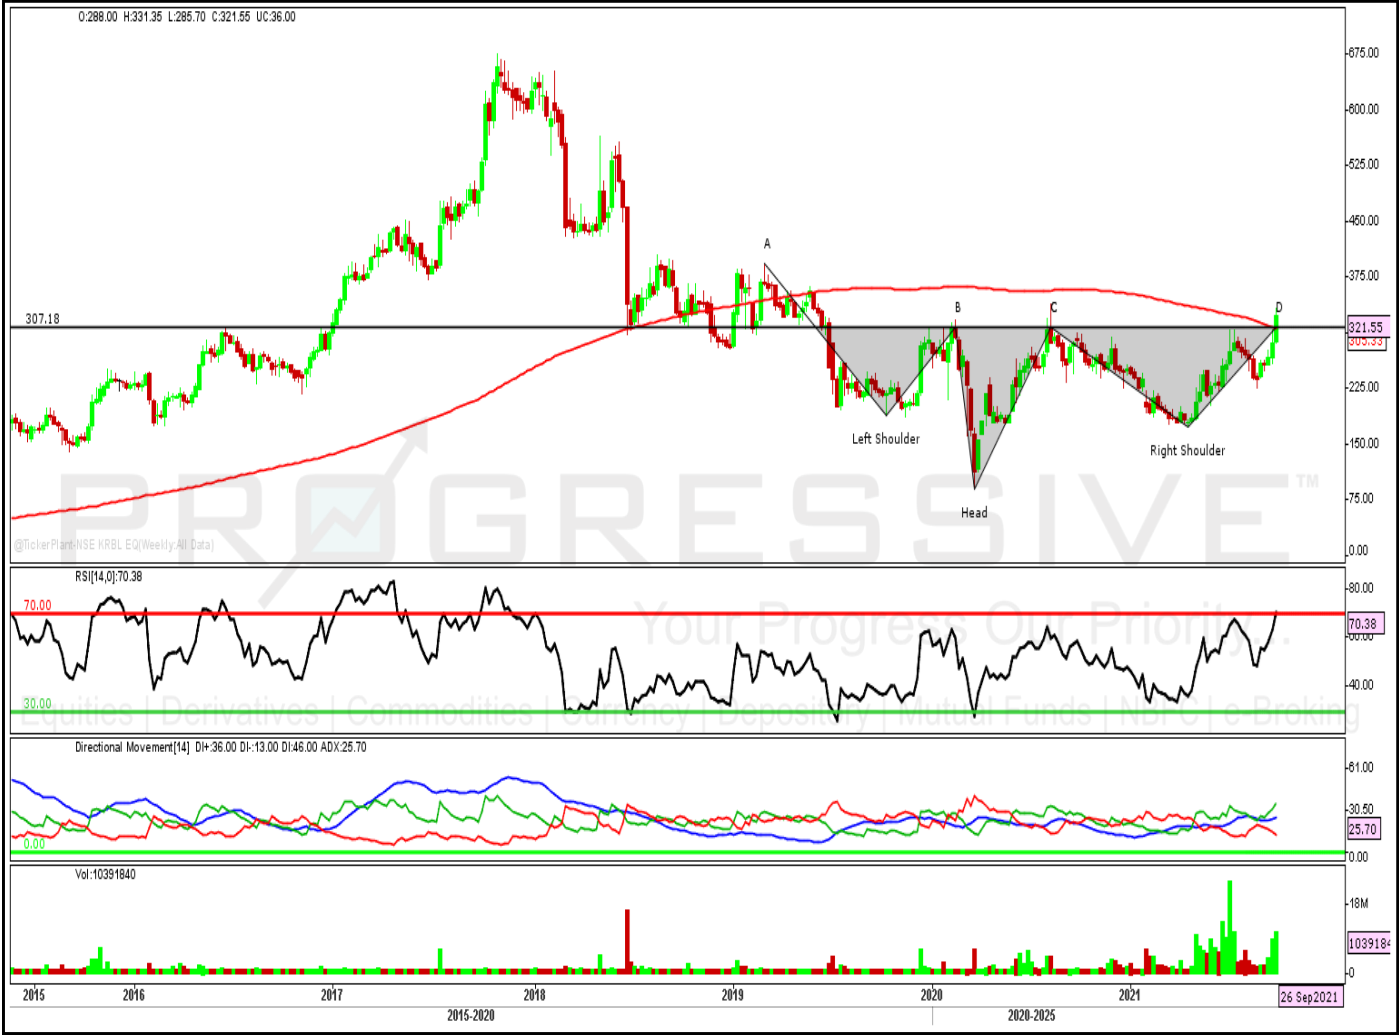 O:288.00 H:331.35 L:285.70 C:321.55 UC:36.00
675.00
600.00
525.00
450.00
375.00
A
B
C
D
307.18
321.55
305.33
225.00
Left Shoulder
150.00
Right Shoulder
75.00
Head
PROGRESSIVE™
@TickerPlant-NSE KRBL EQ(Weekly:All Data)
0.00
RSI[14,0]:70.38
80.00
70.00
70.38
60.00
Your Progress Our Priority...
40.00
30.00
Equities | Derivatives | Commodities | Currency | Depository | Mutual Funds | NBFC | e-Broking
Directional Movement[14] DI+:36.00 DI-:13.00 DI:46.00 ADX:25.70
61.00
30.50
25.70
0.00
0.00
Vol:10391840
18M
1039184
0
2015 2016 2017 2018 2019 2020 2021 26 Sep2021
2015-2020 2020-2025